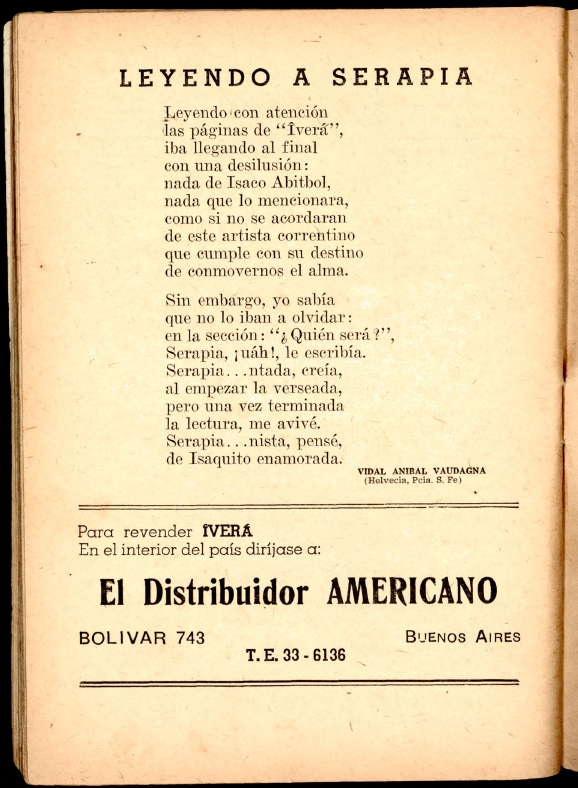 LEYENDO A SERAPIA
Leyendo con atención
las páginas de “Îverá”,
iba llegando al final
con una desilusión:
nada de Isaco Abitbol,
nada que lo mencionara,
como si no se acordaran
de este artista correntino
que cumple con su destino
de conmovernos el alma.
Sin embargo, yo sabía
que no lo iban a olvidar:
en la sección: “¿Quién será?”,
Serapia, ¡uáh!, le escribía.
Serapia...ntada, creía,
al empezar la verseada,
pero una vez terminada
la lectura, me avivé.
Serapia...nista, pensé,
de Isaquito enamorada.
VIDAL ANIBAL VAUDAGNA
(Helvecia, Pcia. S. Fe)
Para revender ÎVERÁ
En el interior del país diríjase a:
El Distribuidor AMERICANO
BOLIVAR 743 BUENOS AIRES
T. E. 33 - 6136